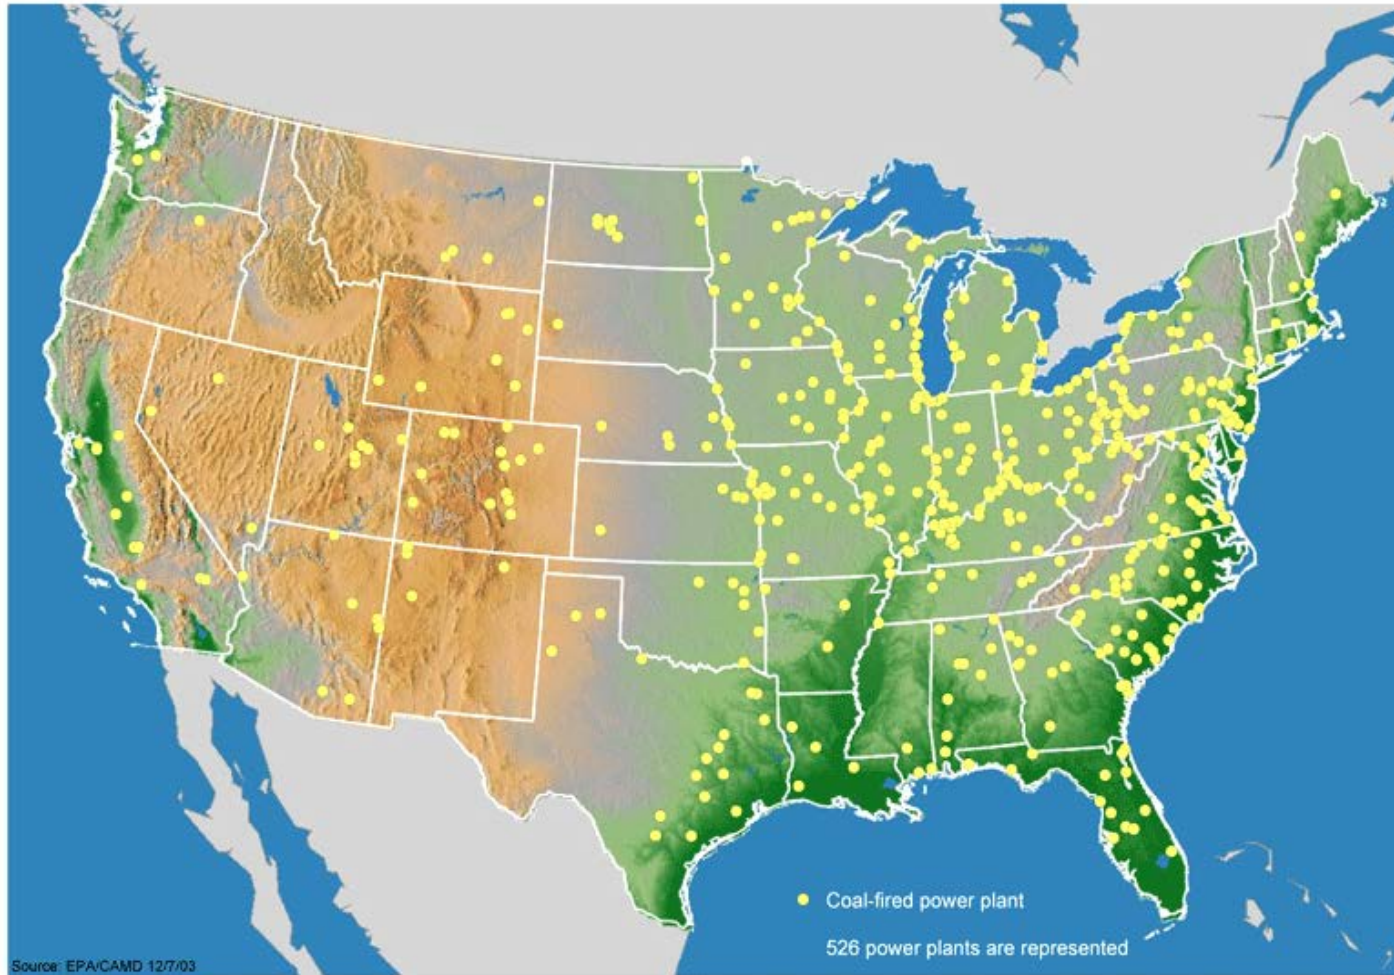 Coal-fired power plant
526 power plants are represented
Source: EPA/CAMD 12/7/03